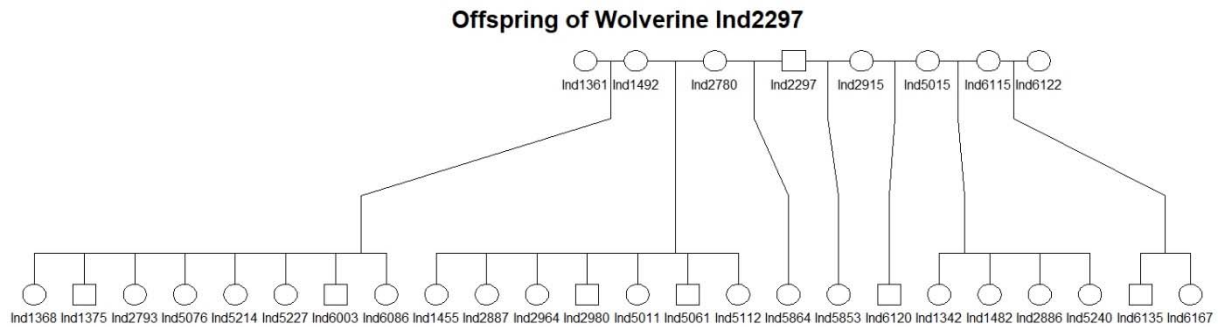 Offspring of Wolverine Ind2297
Ind1361 Ind1492 Ind2780 Ind2297 Ind2915 Ind5015 Ind6115 Ind6122
Ind1368 Ind1375 Ind2793 Ind5076 Ind5214 Ind5227 Ind6003 Ind6086 Ind1455 Ind2887 Ind2964 Ind2980 Ind5011 Ind5061 Ind5112 Ind5864 Ind5853 Ind6120 Ind1342 Ind1482 Ind2886 Ind5240 Ind6135 Ind6167